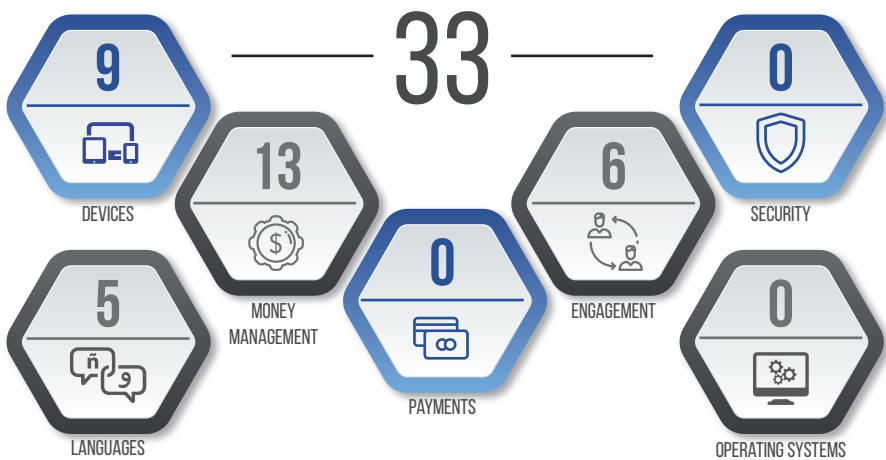 33
9
DEVICES
13
MONEY
MANAGEMENT
0
PAYMENTS
6
ENGAGEMENT
0
SECURITY
5
ñ
و
LANGUAGES
0
OPERATING SYSTEMS
$